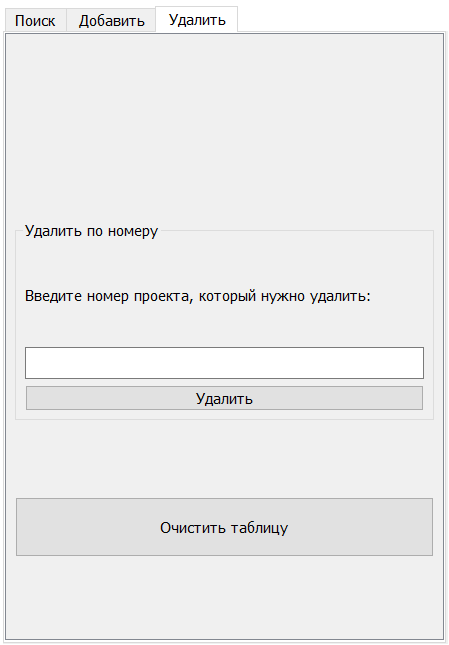 Поиск Добавить Удалить
Удалить по номеру
Введите номер проекта, который нужно удалить:
Удалить
Очистить таблицу